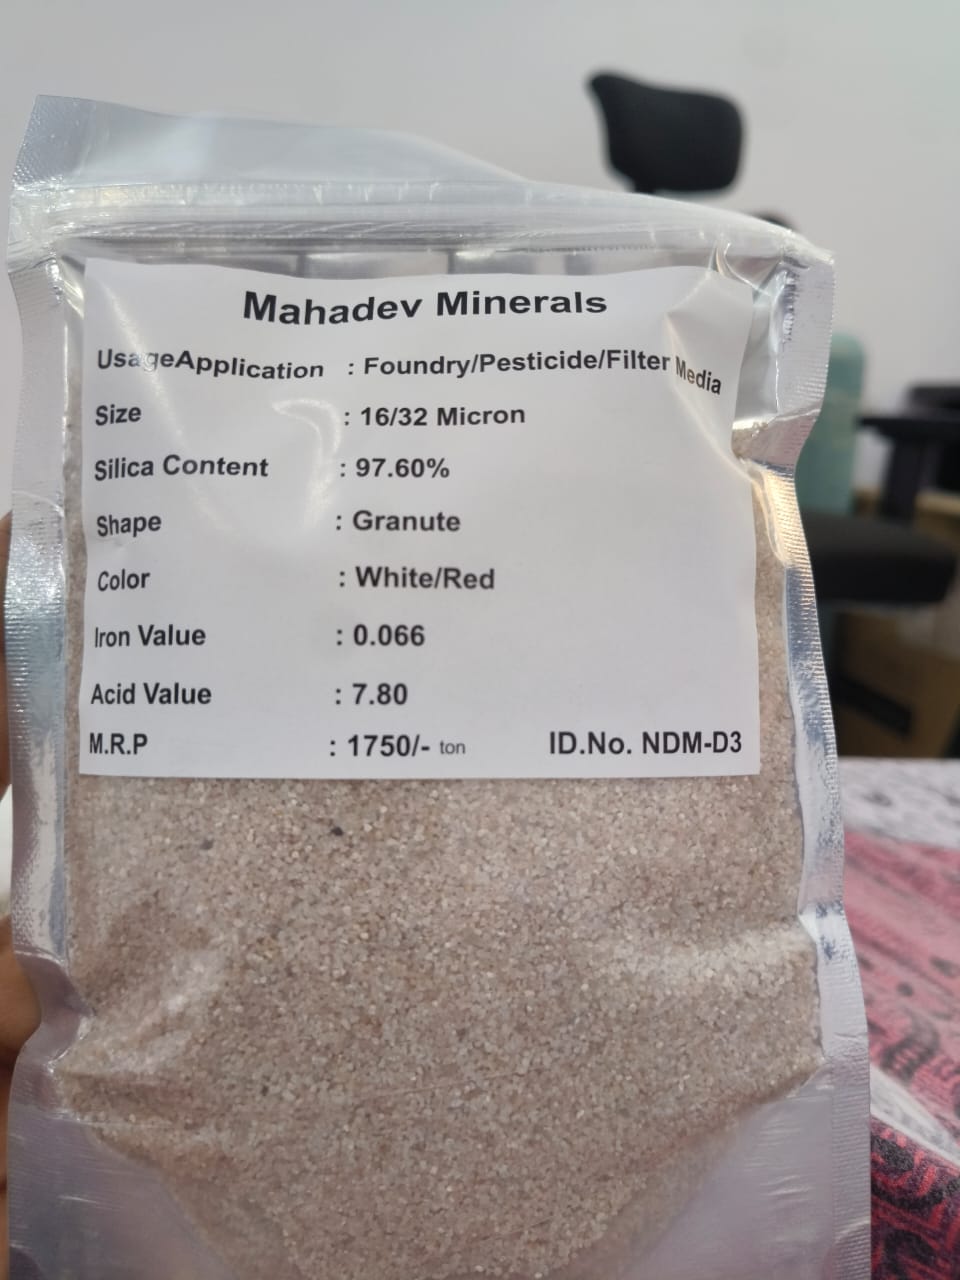 Mahadev Minerals
UsageApplication : Foundry/Pesticide/Filter Media
Size : 16/32 Micron
Silica Content : 97.60%
Shape : Granute
Color : White/Red
Iron Value : 0.066
Acid Value : 7.80
M.R.P : 1750/- ton ID.No. NDM-D3